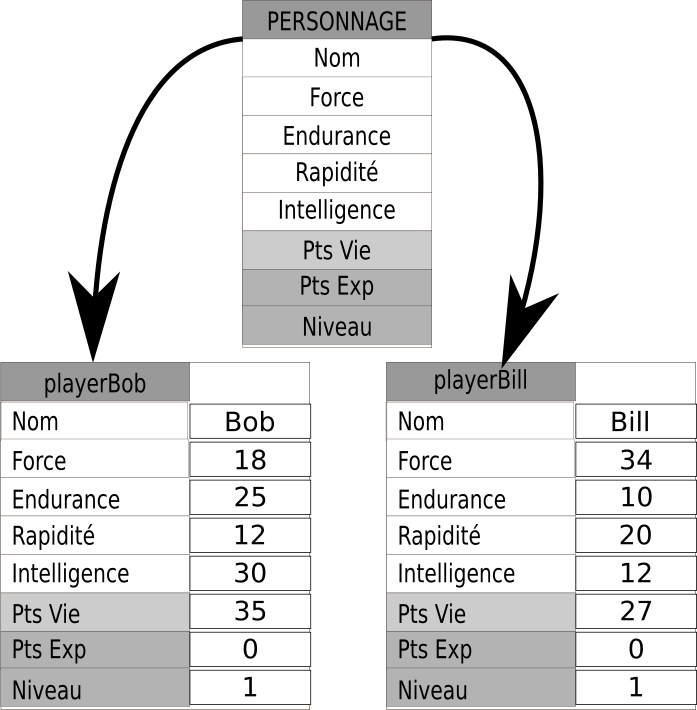 PERSONNAGE
Nom
Force
Endurance
Rapidité
Intelligence
Pts Vie
Pts Exp
Niveau
playerBob
Nom Bob
Force 18
Endurance 25
Rapidité 12
Intelligence 30
Pts Vie 35
Pts Exp 0
Niveau 1
playerBill
Nom Bill
Force 34
Endurance 10
Rapidité 20
Intelligence 12
Pts Vie 27
Pts Exp 0
Niveau 1